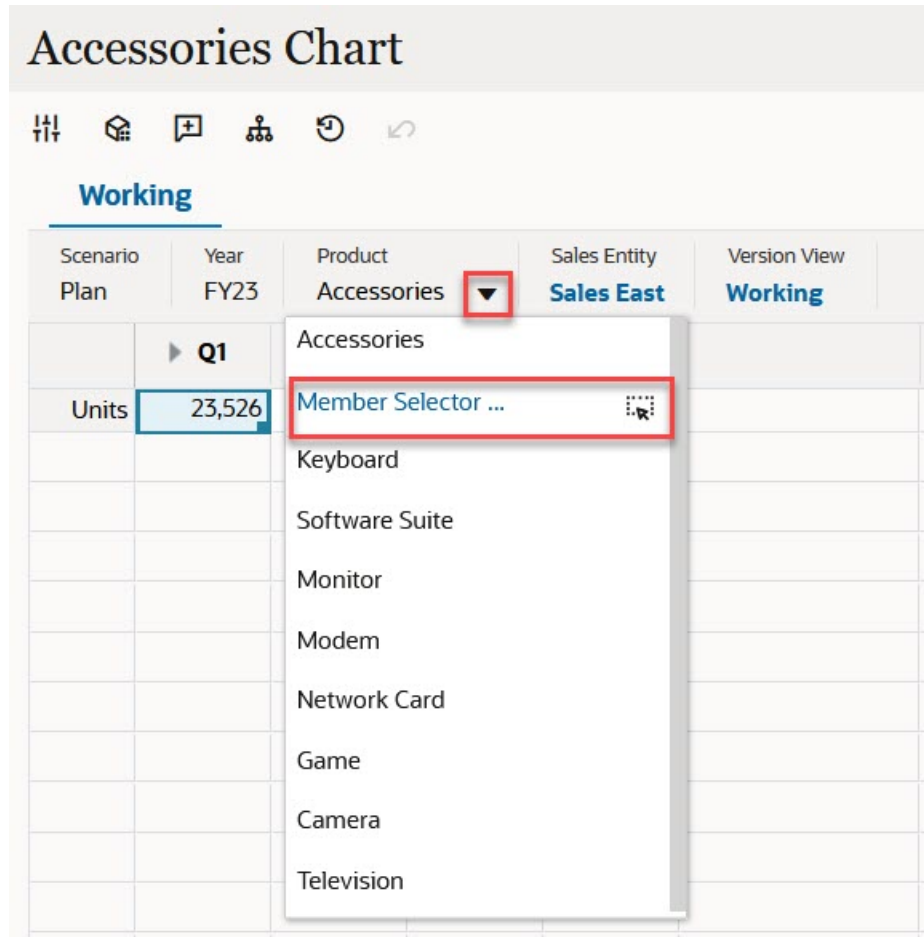 Accessories Chart
Working
Scenario Year Product Sales Entity Version View
Plan FY23 Accessories Sales East Working
Accessories
Q1
Member Selector ...
Units 23,526
Keyboard
Software Suite
Monitor
Modem
Network Card
Game
Camera
Television